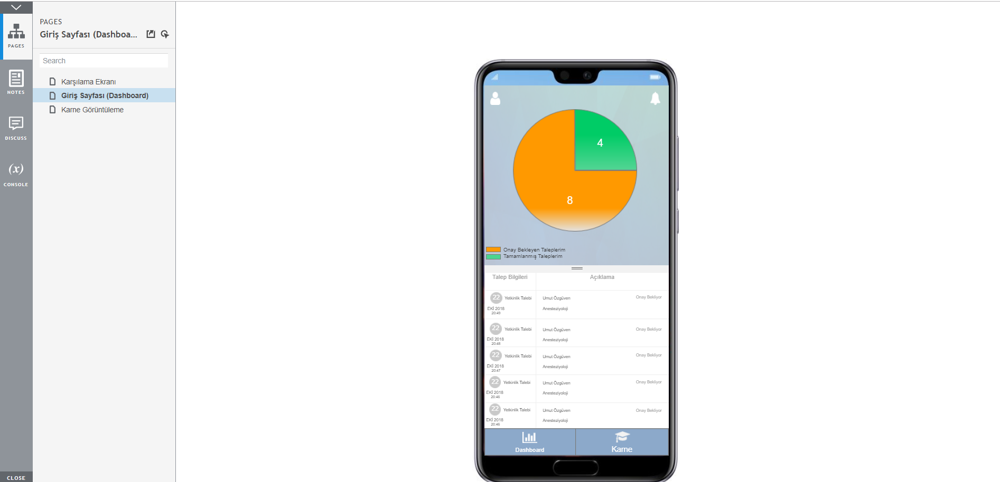 PAGES
Giriş Sayfası (Dashboa...
Search
Karşılama Ekranı
Giriş Sayfası (Dashboard)
Karne Görüntüleme
PAGES
NOTES
DISCUSS
(x)
CONSOLE
CLOSE
4
8
Onay Bekleyen Taleplerim
Tamamlanmış Taleplerim
Talep Bilgileri Açıklama
22 Yetkinlik Talebi Umut Özgüven Onay Bekliyor
EKİ 2018 Anesteziyoloji
20:49
22 Yetkinlik Talebi Umut Özgüven Onay Bekliyor
EKİ 2018 Anesteziyoloji
20:48
22 Yetkinlik Talebi Umut Özgüven Onay Bekliyor
EKİ 2018 Anesteziyoloji
20:47
22 Yetkinlik Talebi Umut Özgüven Onay Bekliyor
EKİ 2018 Anesteziyoloji
20:46
22 Yetkinlik Talebi Umut Özgüven Onay Bekliyor
EKİ 2018 Anesteziyoloji
20:46
Dashboard Karne